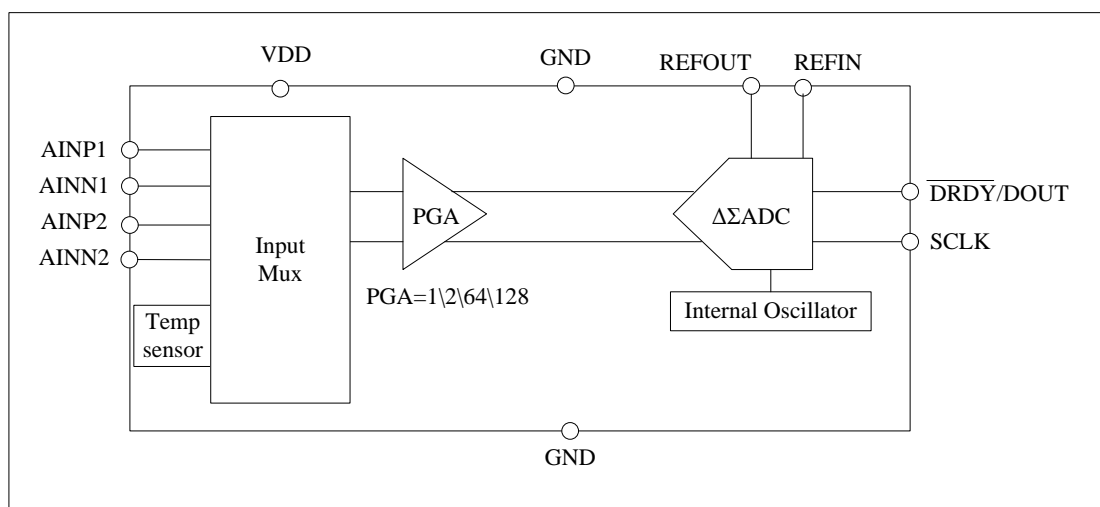 VDD
GND
REFOUT
REFIN
AINP1
AINN1
AINP2
AINN2
Input
Mux
Temp
sensor
PGA
PGA=1\2\64\128
ΔΣADC
Internal Oscillator
DRDY/DOUT
SCLK
GND